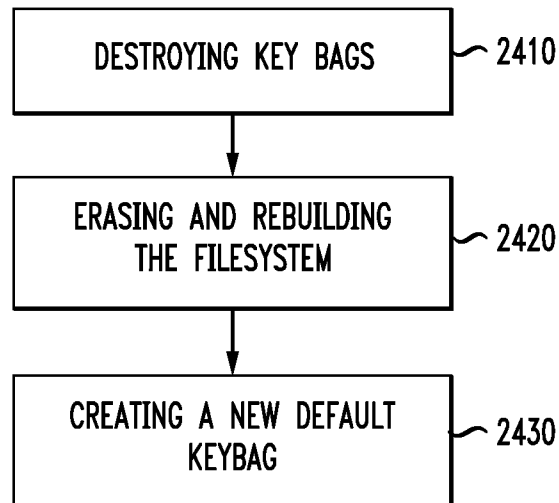 DESTROYING KEY BAGS
2410
ERASING AND REBUILDING
THE FILESYSTEM
2420
CREATING A NEW DEFAULT
KEYBAG
2430